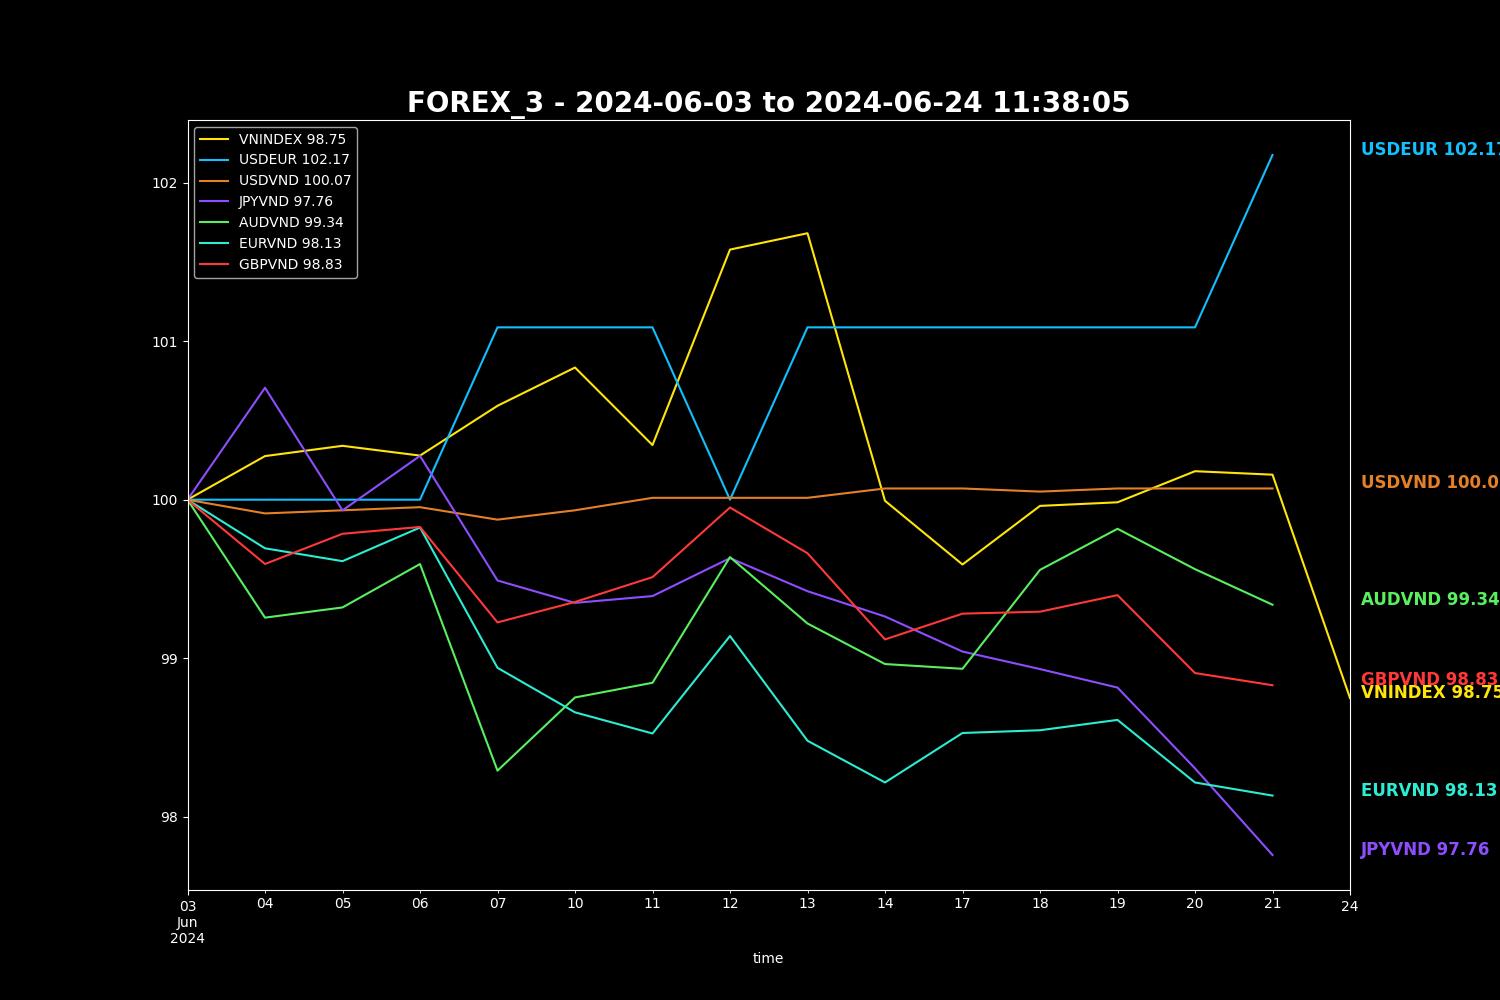 FOREX_3 - 2024-06-03 to 2024-06-24 11:38:05
VNINDEX 98.75
USDEUR 102.17
USDVND 100.07
JPYVND 97.76
AUDVND 99.34
EURVND 98.13
GBPVND 98.83
102
101
100
99
98
USDEUR 102.17
USDVND 100.0
AUDVND 99.34
GBPVND 98.83
VNINDEX 98.75
EURVND 98.13
JPYVND 97.76
03 04 05 06 07 10 11 12 13 14 17 18 19 20 21 24
Jun
2024
time